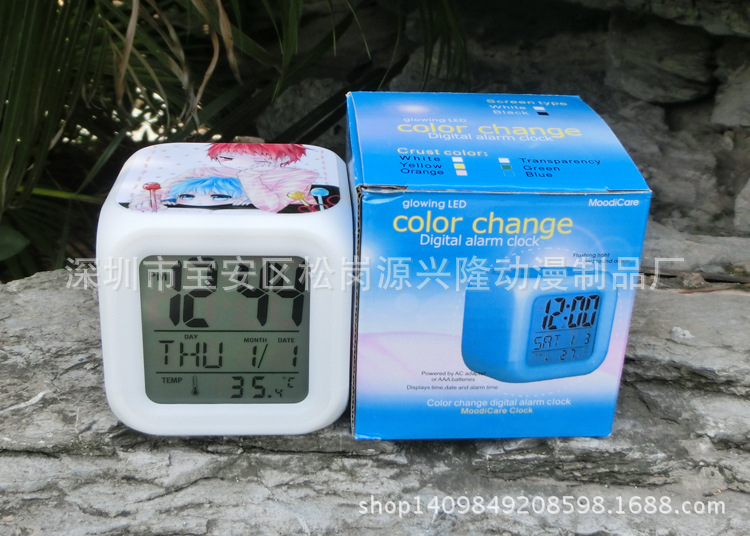 12:49
DAY MONTH DATE
THU 1/1
TEMP 35.4°C
Screen type
White
Black
glowing LED
color change
Digital alarm clock
Crust color:
White Transparency
Yellow Green
Orange Blue
MoodiCare
glowing LED
color change
Digital alarm clock
Flushing light
12:00
SAT 1 3
Powered by AC adapter
or AAA batteries
Displays time,date and alarm time
Color change digital alarm clock
MoodiCare Clock
深圳市宝安区松岗源兴隆动漫制品厂
shop1409849208598.1688.com